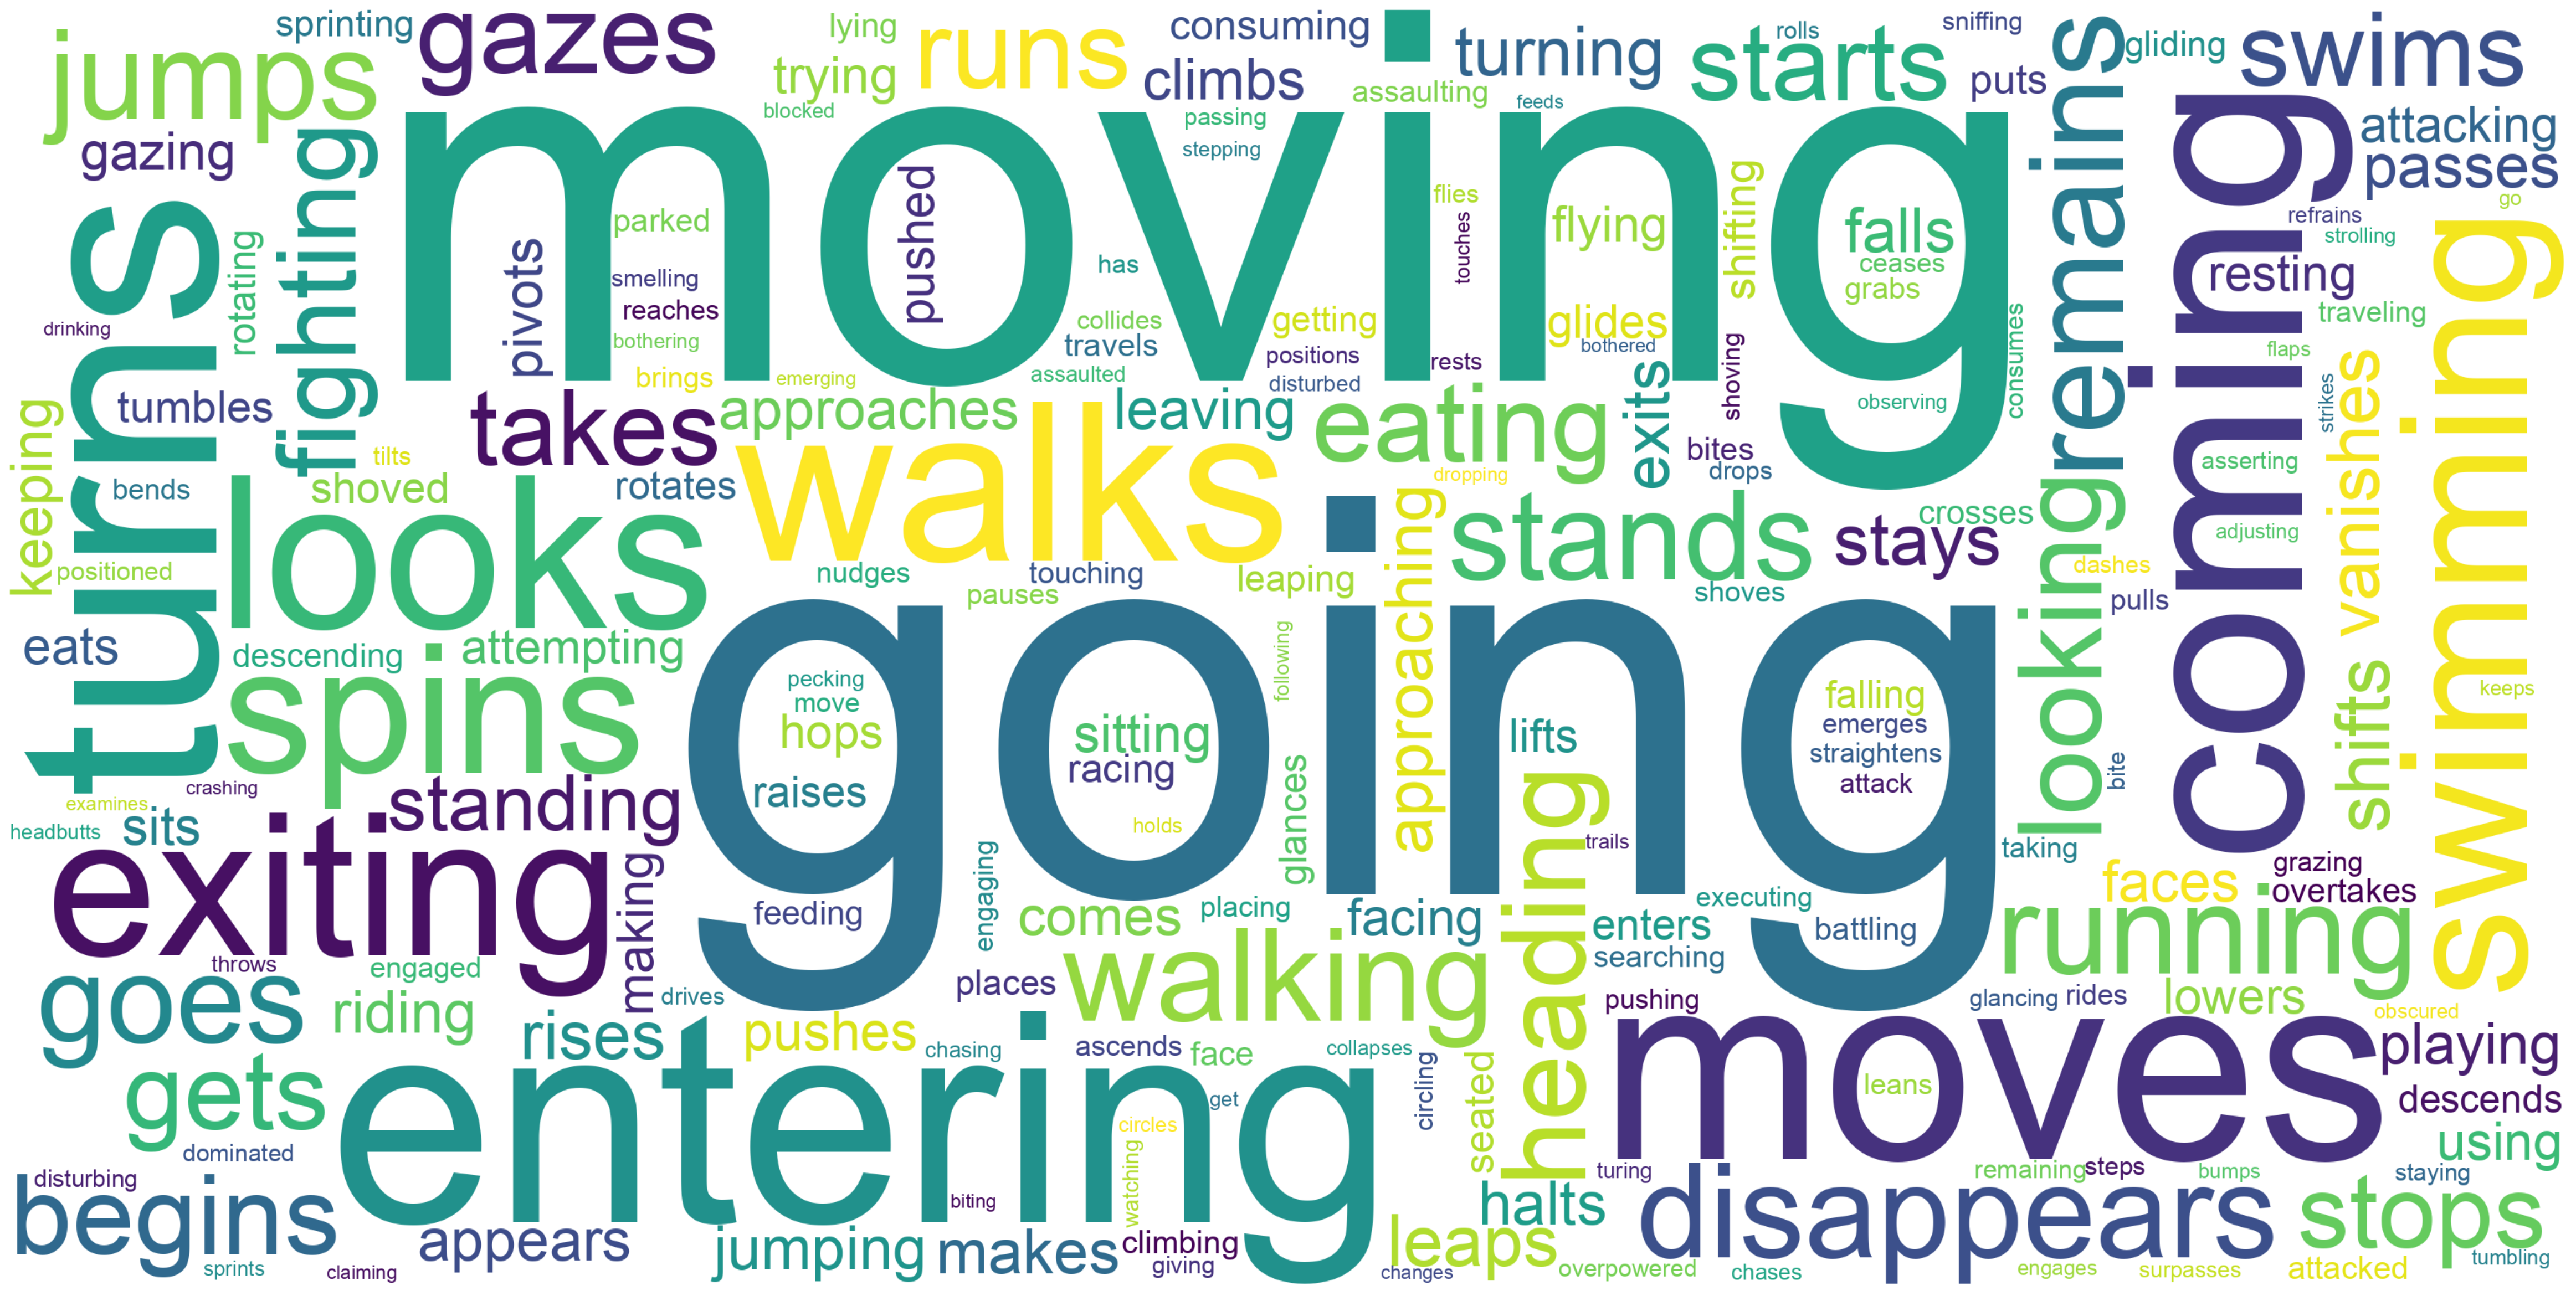 sprinting
gazes
lying
runs
consuming
turning
starts
rolls
sniffing
gliding
swims
jumps
trying
climbs
assaulting
feeds
puts
remains
attacking
gazing
fighting
blocked
moving
passing
stepping
coming
passes
turns
rotating
parked
pushed
flies
flying
shifting
falls
refrains
go
strolling
pivots
smelling
has
touches
ceases
resting
swimming
drinking
reaches
collides
getting
glides
grabs
consumes
traveling
bothering
travels
positions
rests
bothered
shoving
flaps
tumbles
brings
emerging
assaulted
disturbed
exits
observing
strikes
vanishes
keeping
takes
approaches
leaving
eating
bites
tilts
walks
dropping
drops
looking
asserting
bends
shoved
rotates
approaching
stands
crosses
stays
adjusting
positioned
looks
nudges
touching
leaping
dashes
pauses
shoves
pulls
eats
descending
attempting
going
following
shifts
spins
pecking
move
hops
sitting
lifts
falling
emerges
keeps
racing
straightens
raises
attack
bite
crashing
standing
glances
heading
examines
headbutts
sits
holds
trails
taking
exiting
making
engaging
grazing
faces
overtakes
feeding
comes
placing
facing
executing
enters
battling
running
throws
engaged
walking
searching
goes
riding
drives
places
pushing
glancing
rides
lowers
obscured
rises
pushes
chasing
ascends
face
collapses
moves
playing
gets
entering
circling
seated
leans
descends
get
circles
dominated
watching
using
disturbing
turing
remaining
steps
bumps
staying
begins
biting
halts
disappears
stops
appears
jumping
makes
climbing
leaps
sprints
claiming
giving
changes
overpowered
chases
engages
surpasses
attacked
tumbling